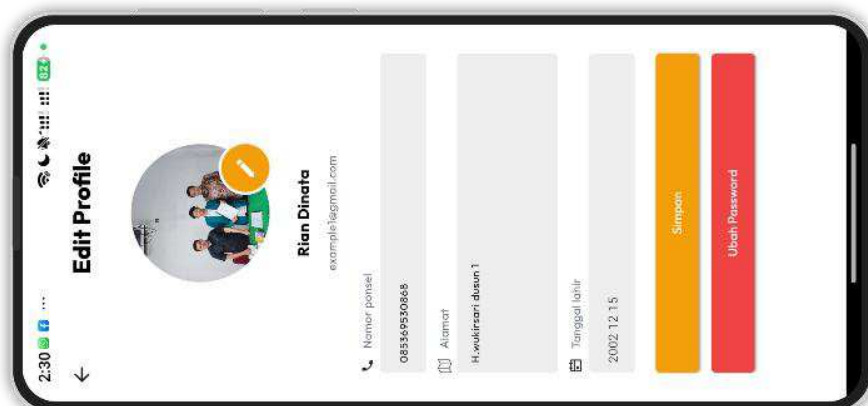 2:30 ... 82
Edit Profile
Rian Dinata
example1@gmail.com
Nomor ponsel
085369530868
Alamat
H.wukirsari dusun 1
Tanggal lahir
2002 12 15
Simpan
Ubah Password